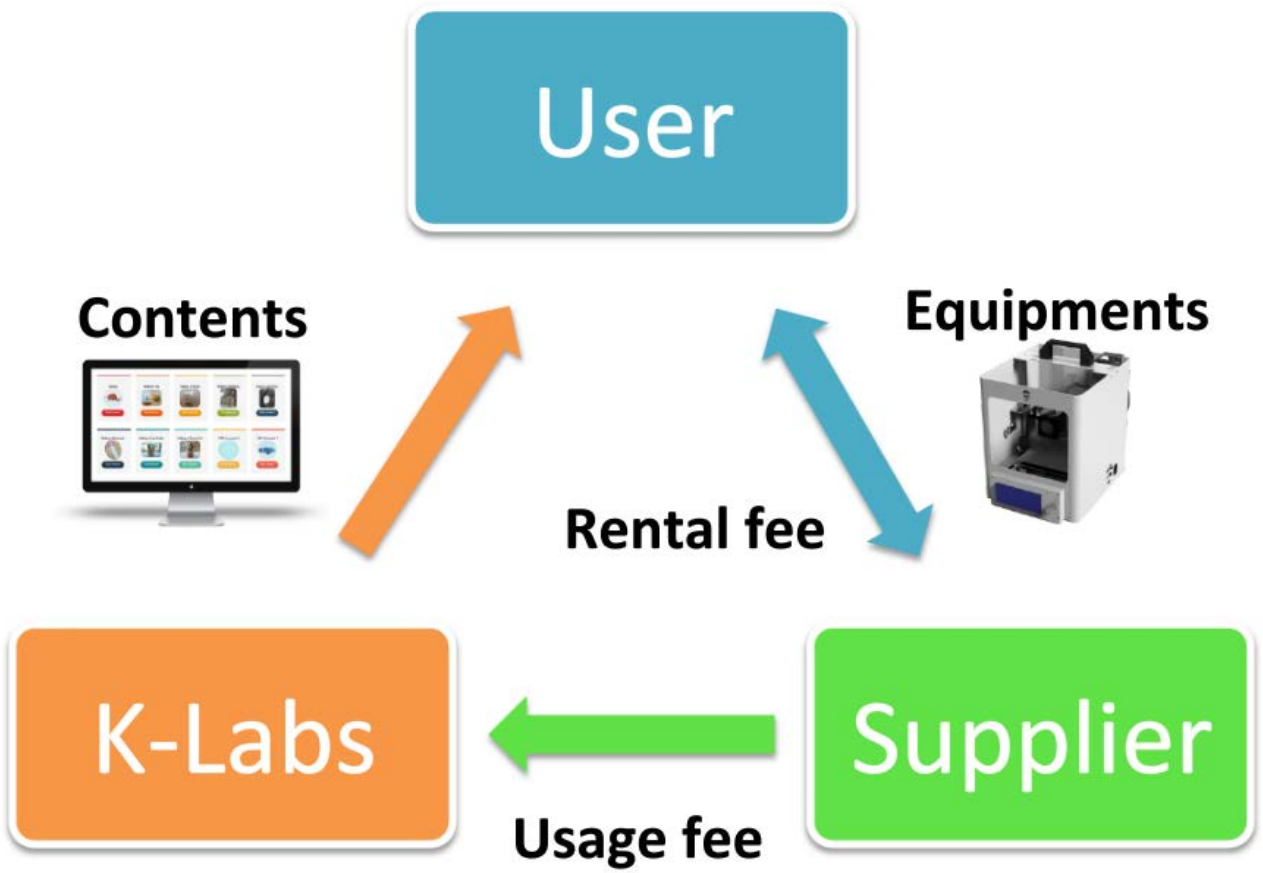 User
Contents
Equipments
Rental fee
K-Labs
Supplier
Usage fee